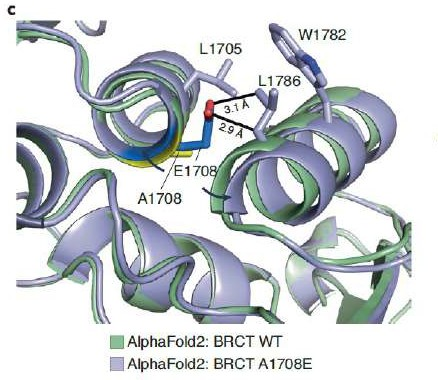 c
L1705
W1782
L1786
3.1 Å
2.9 Å
E1708
A1708
AlphaFold2: BRCT WT
AlphaFold2: BRCT A1708E